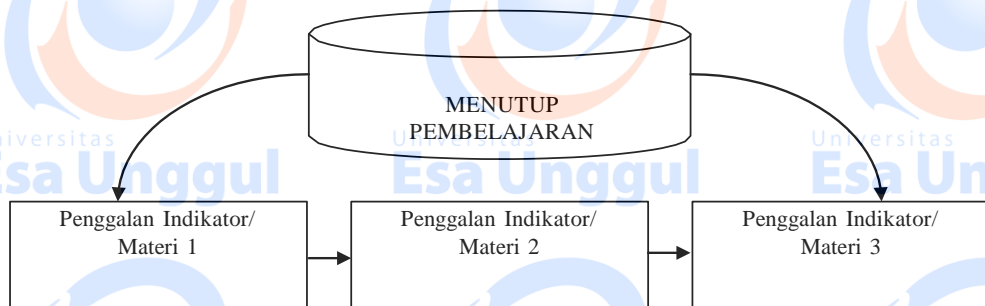 MENUTUP
PEMBELAJARAN
Universitas
Esa Unggul
Universitas
Esa Unggul
Universitas
Esa Un
Penggalan Indikator/
Materi 1
Penggalan Indikator/
Materi 2
Penggalan Indikator/
Materi 3